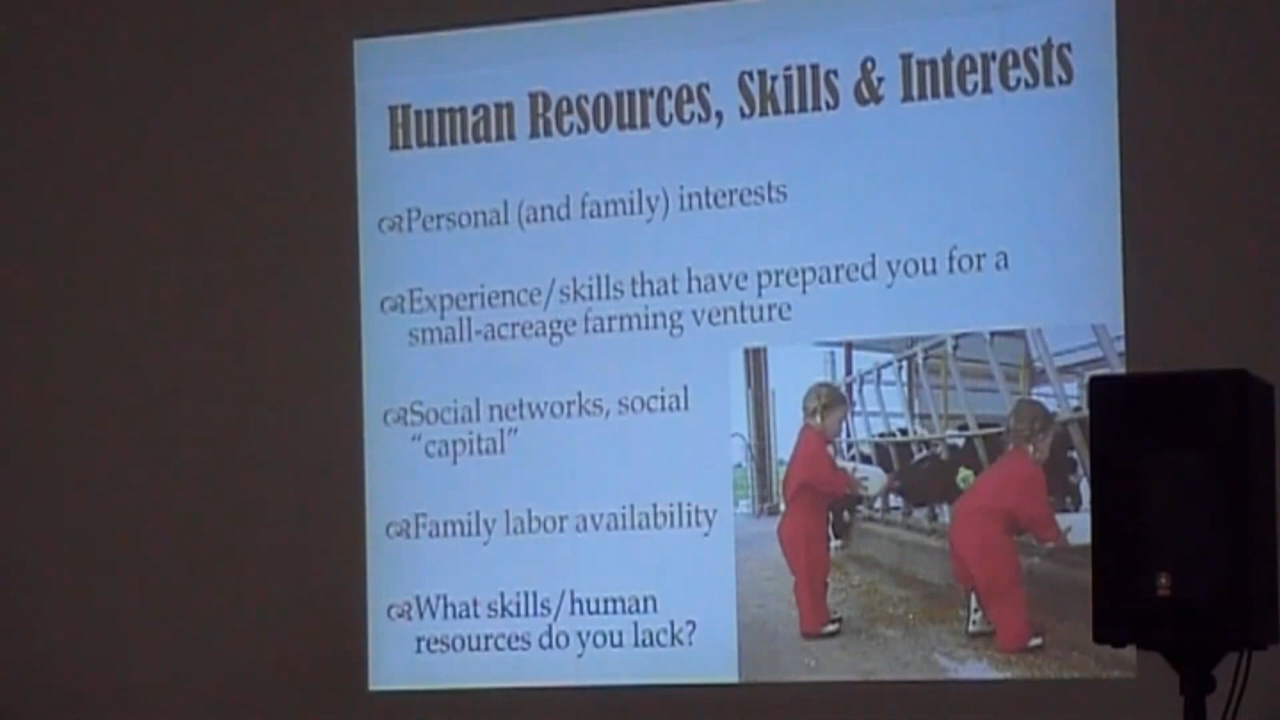 Human Resources, Skills & Interests
Personal (and family) interests
Experience/skills that have prepared you for a
small-acreage farming venture
Social networks, social
“capital”
Family labor availability
What skills/human
resources do you lack?